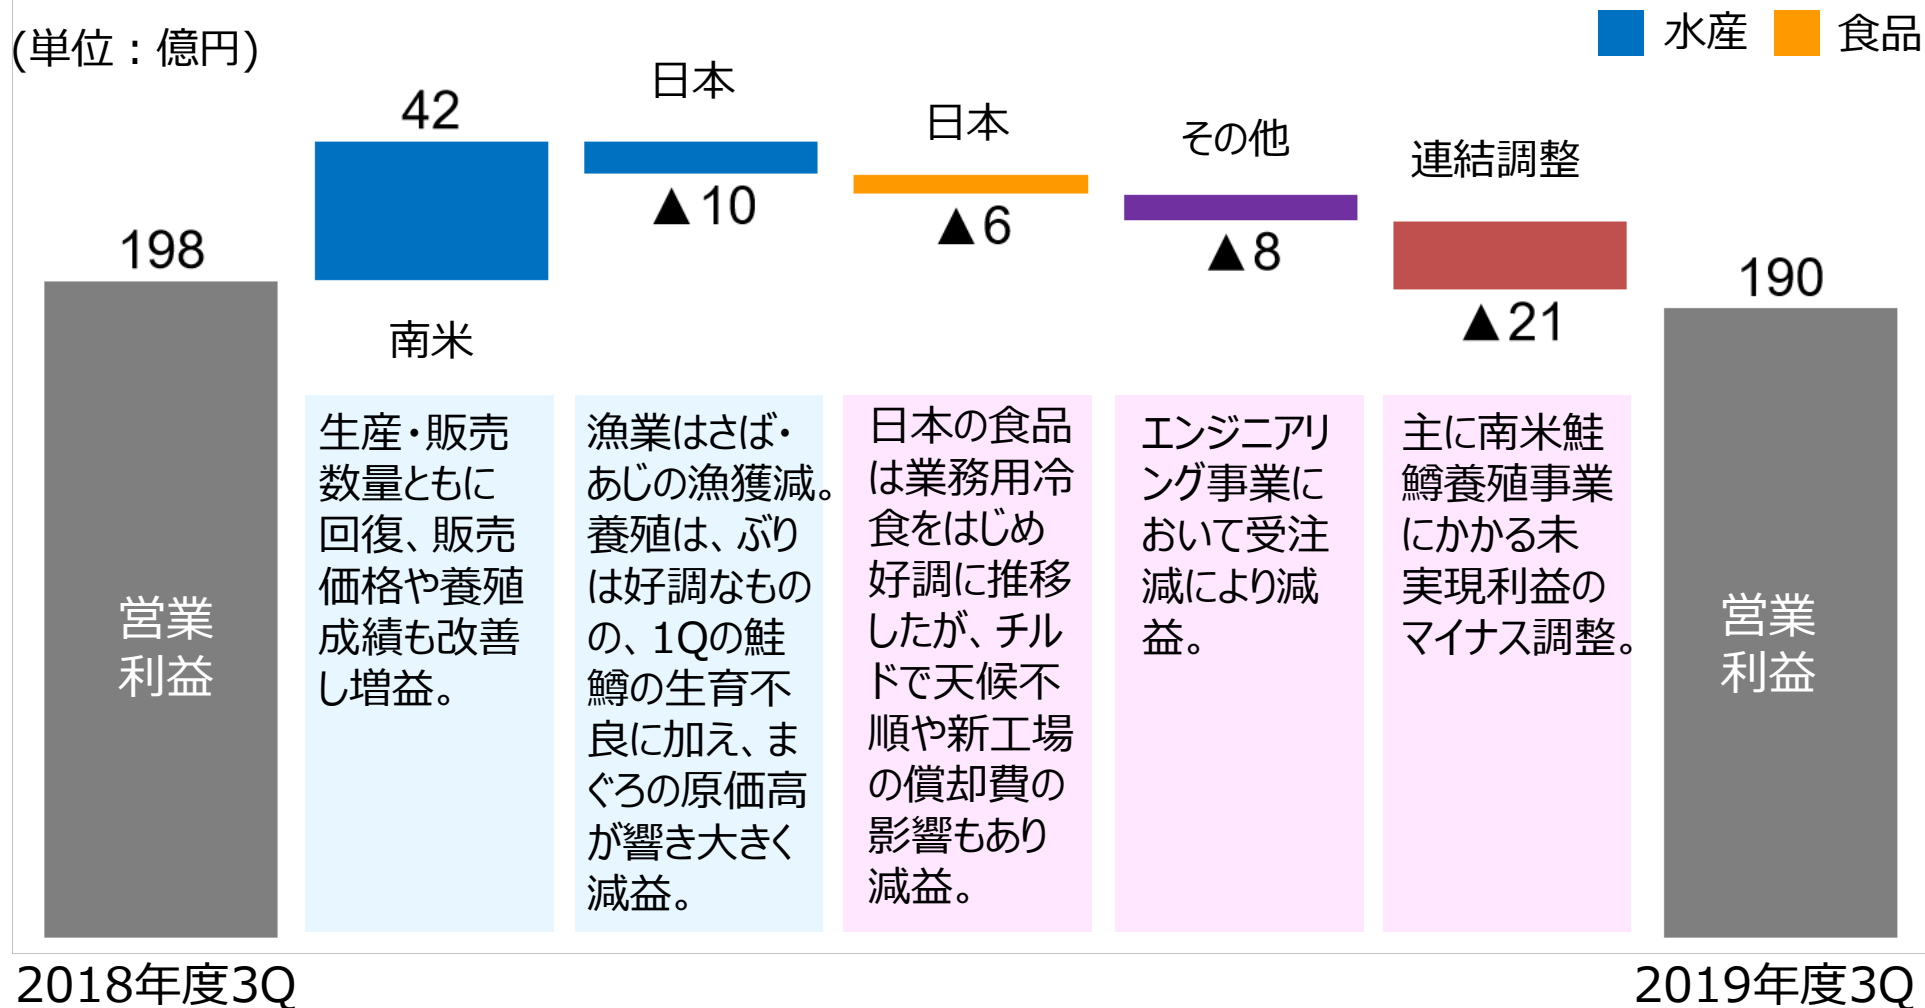 (単位：億円)
水産
食品
198
営業
利益
2018年度3Q
42
南米
生産・販売
数量ともに
回復、販売
価格や養殖
成績も改善
し増益。
日本
▲10
漁業はさば・
あじの漁獲減。
養殖は、ぶり
は好調なもの
の、1Qの鮭
鱒の生育不
良に加え、ま
ぐろの原価高
が響き大きく
減益。
日本
▲6
日本の食品
は業務用冷
食をはじめ
好調に推移
したが、チル
ドで天候不
順や新工場
の償却費の
影響もあり
減益。
その他
▲8
エンジニアリ
ング事業に
おいて受注
減により減
益。
連結調整
▲21
主に南米鮭
鱒養殖事業
にかかる未
実現利益の
マイナス調整。
190
営業
利益
2019年度3Q